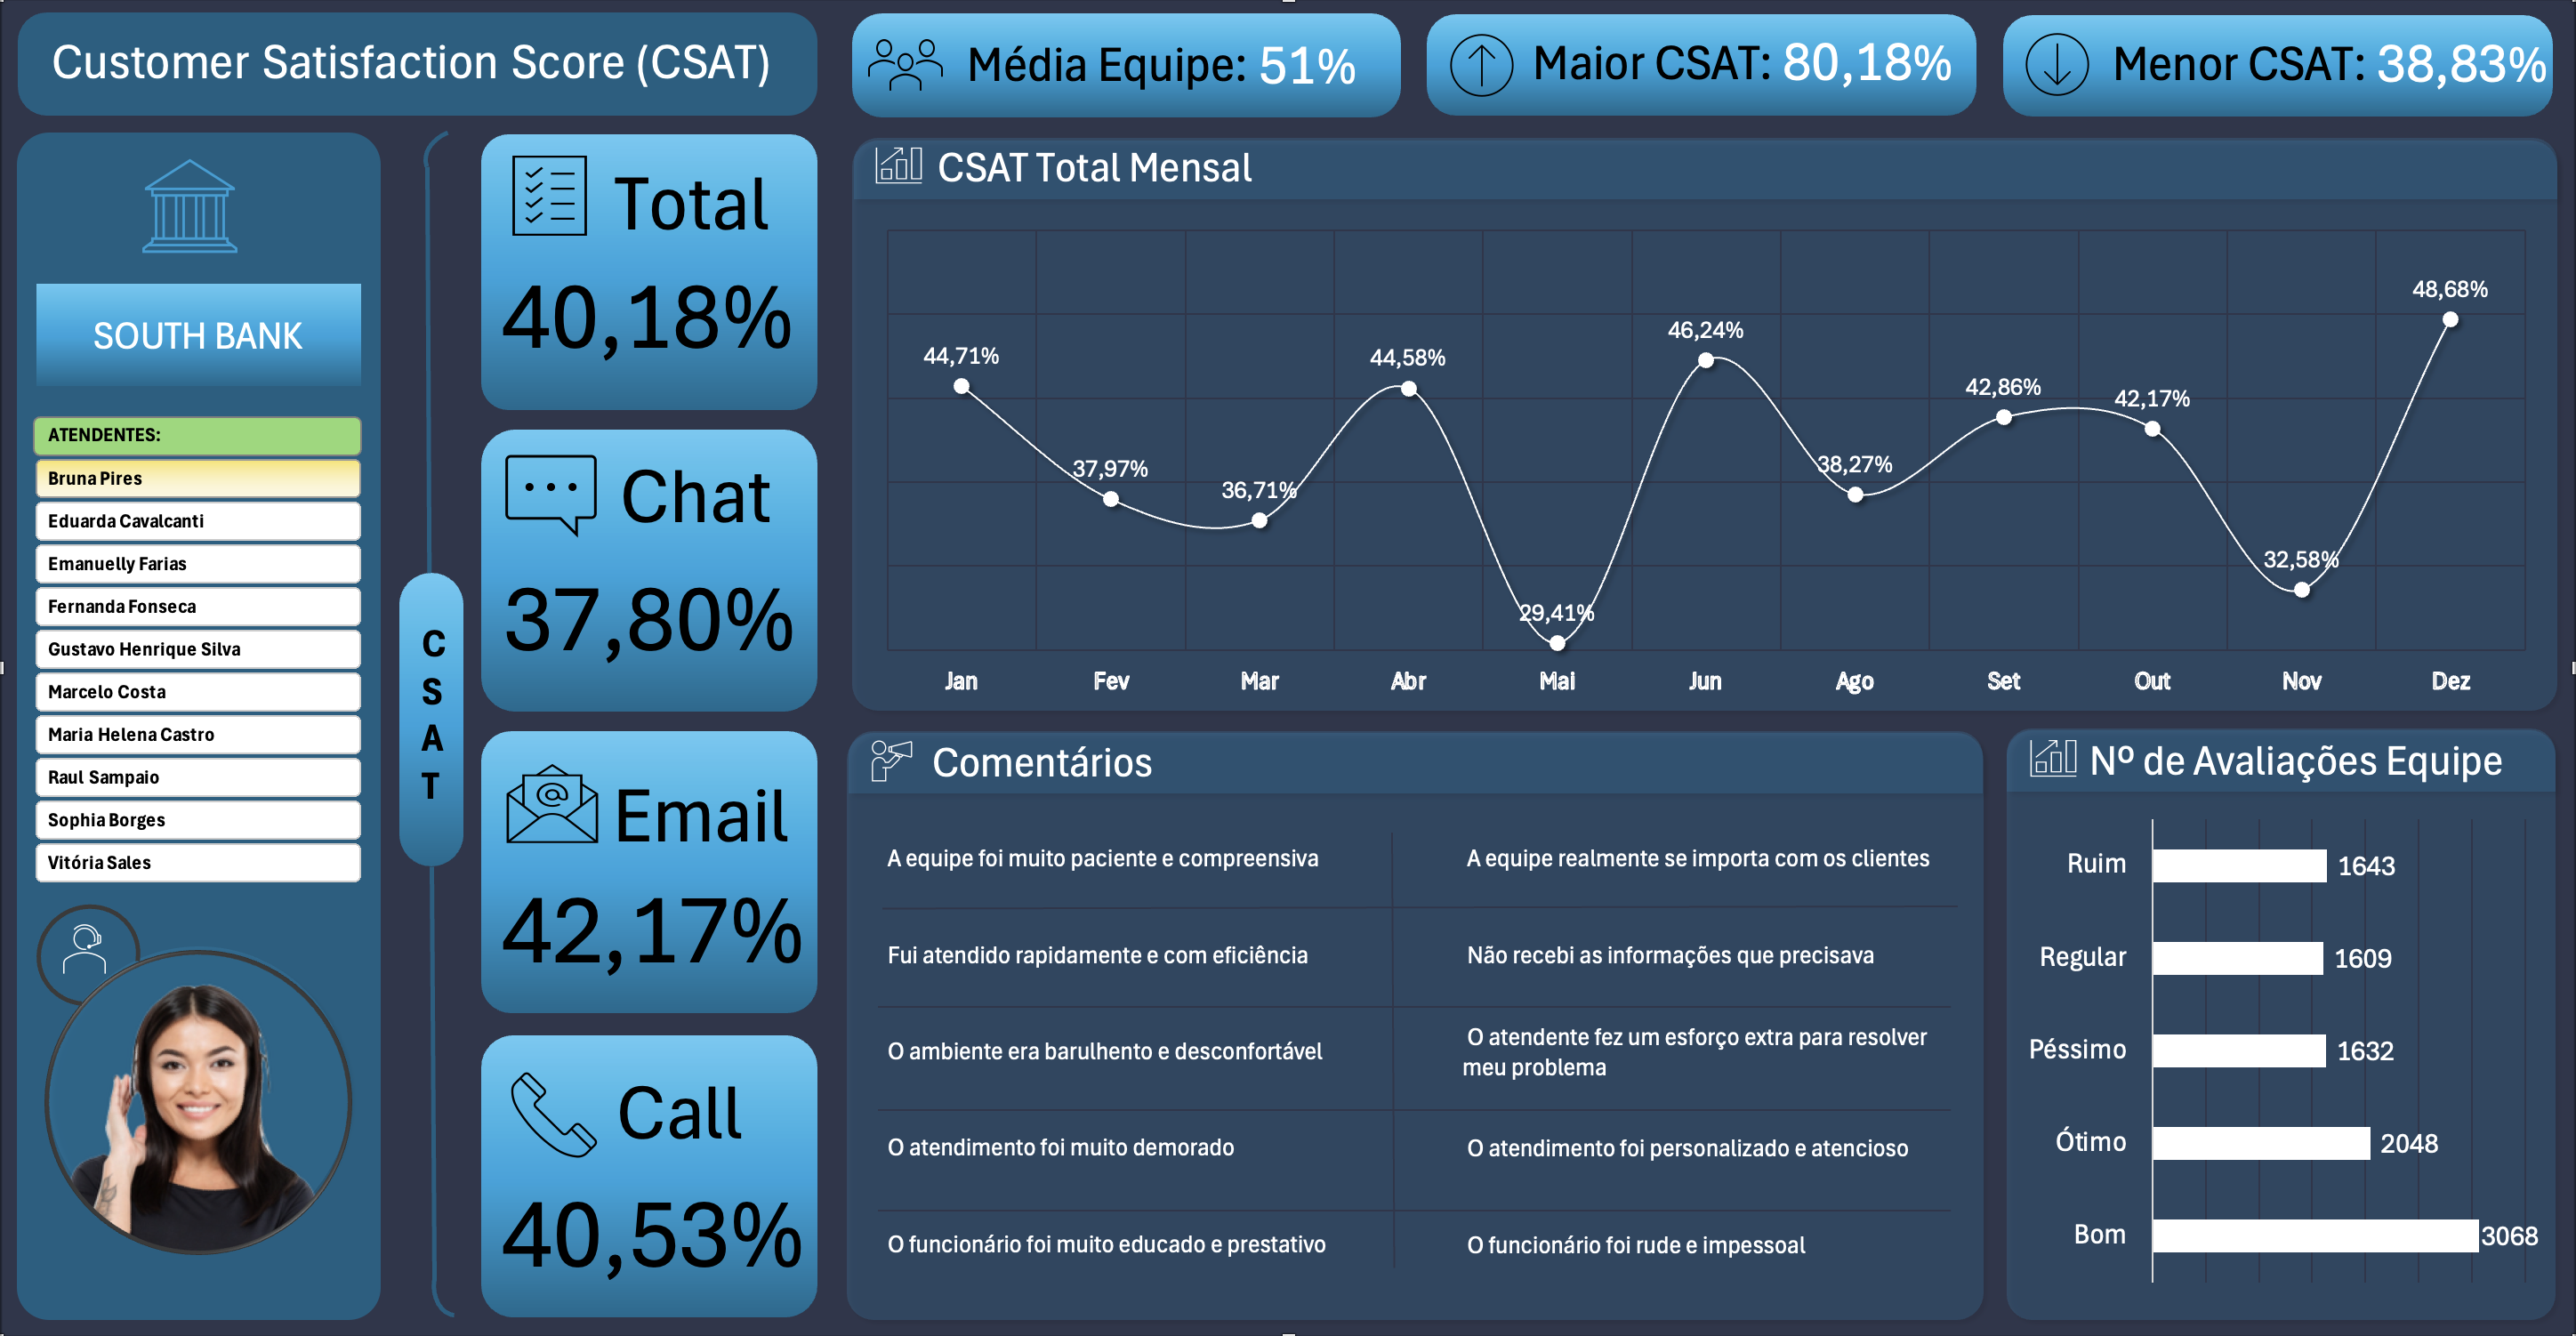 Customer Satisfaction Score (CSAT)
Média Equipe: 51%
Maior CSAT: 80,18%
Menor CSAT: 38,83%
SOUTH BANK
ATENDENTES:
Bruna Pires
Eduarda Cavalcanti
Emanuelly Farias
Fernanda Fonseca
Gustavo Henrique Silva
Marcelo Costa
Maria Helena Castro
Raul Sampaio
Sophia Borges
Vitória Sales
C
S
A
T
Total
40,18%
Chat
37,80%
@
Email
42,17%
Call
40,53%
CSAT Total Mensal
44,71%
37,97%
36,71%
44,58%
29,41%
46,24%
38,27%
42,86%
42,17%
32,58%
48,68%
Jan
Fev
Mar
Abr
Mai
Jun
Ago
Set
Out
Nov
Dez
Comentários
A equipe foi muito paciente e compreensiva
A equipe realmente se importa com os clientes
Fui atendido rapidamente e com eficiência
Não recebi as informações que precisava
O ambiente era barulhento e desconfortável
O atendente fez um esforço extra para resolver
meu problema
O atendimento foi muito demorado
O atendimento foi personalizado e atencioso
O funcionário foi muito educado e prestativo
O funcionário foi rude e impessoal
Nº de Avaliações Equipe
Ruim 1643
Regular 1609
Péssimo 1632
Ótimo 2048
Bom 3068